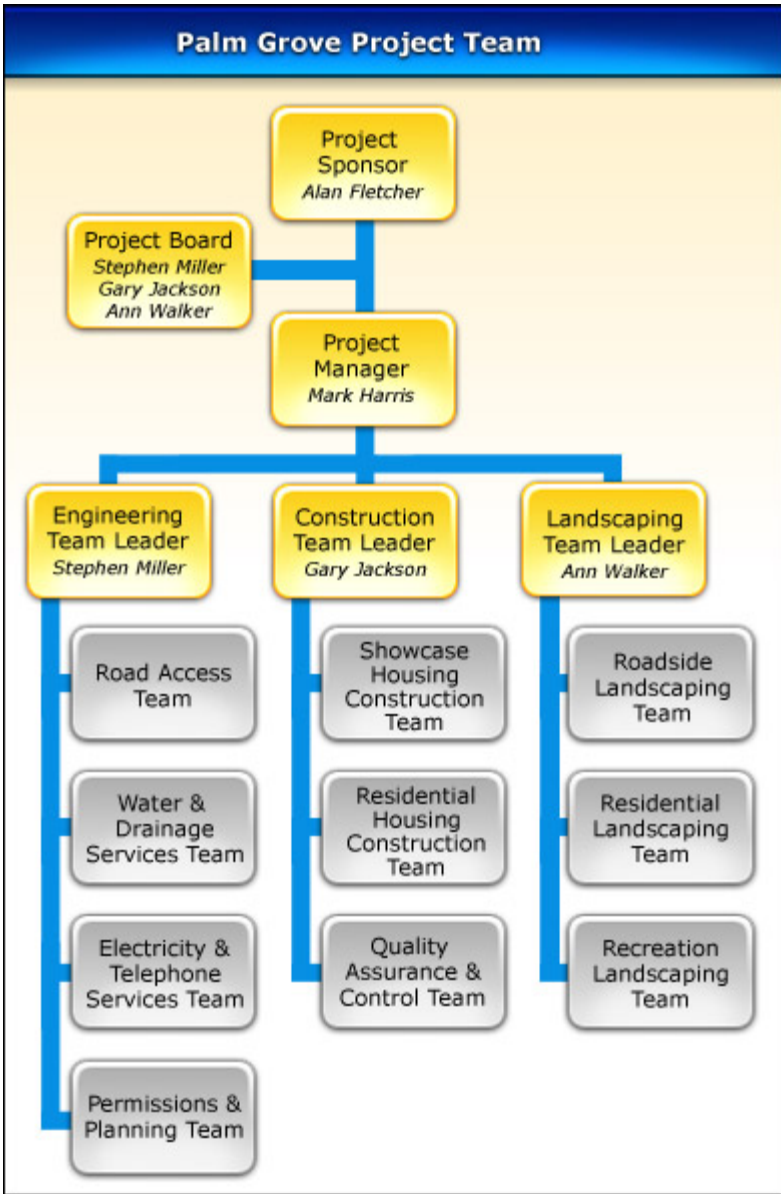 Palm Grove Project Team
Project
Sponsor
Alan Fletcher
Project Board
Stephen Miller
Gary Jackson
Ann Walker
Project
Manager
Mark Harris
Engineering
Team Leader
Stephen Miller
Construction
Team Leader
Gary Jackson
Landscaping
Team Leader
Ann Walker
Road Access
Team
Showcase
Housing
Construction
Team
Roadside
Landscaping
Team
Water &
Drainage
Services Team
Residential
Housing
Construction
Team
Residential
Landscaping
Team
Electricity &
Telephone
Services Team
Quality
Assurance &
Control Team
Recreation
Landscaping
Team
Permissions &
Planning Team